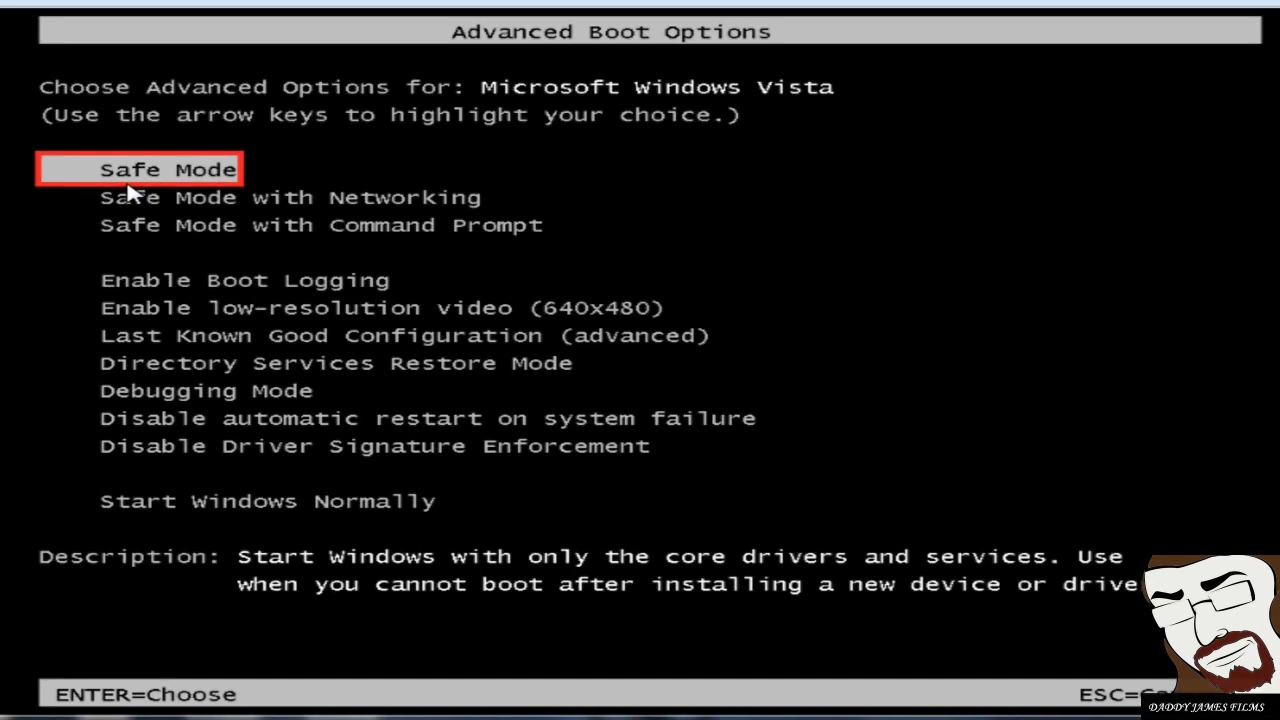 Advanced Boot Options
Choose Advanced Options for: Microsoft Windows Vista
(Use the arrow keys to highlight your choice.)
Safe Mode
Safe Mode with Networking
Safe Mode with Command Prompt
Enable Boot Logging
Enable low-resolution video (640x480)
Last Known Good Configuration (advanced)
Directory Services Restore Mode
Debugging Mode
Disable automatic restart on system failure
Disable Driver Signature Enforcement
Start Windows Normally
Description: Start Windows with only the core drivers and services. Use
when you cannot boot after installing a new device or drive
ENTER=Choose ESC=
DADDY JAMES FILMS